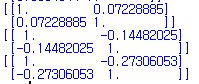 [[1.         0.07228885]
 [0.07228885 1.        ]]
[[ 1.         -0.14482025]
 [-0.14482025  1.        ]]
[[ 1.         -0.27306053]
 [-0.27306053  1.        ]]